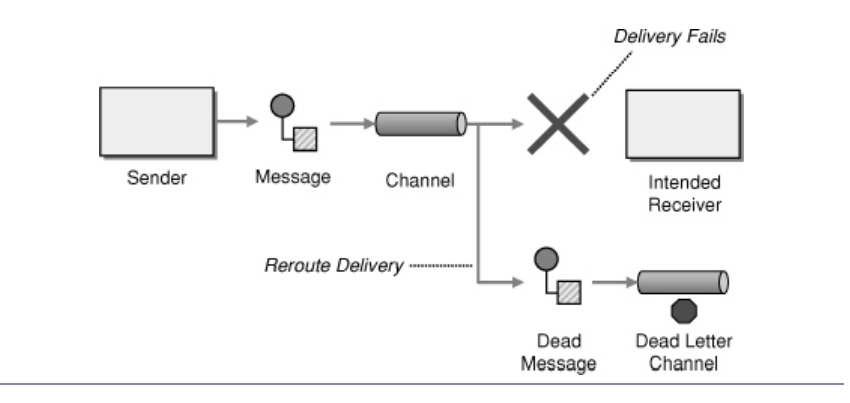 Delivery Fails
Sender
Message
Channel
Intended
Receiver
Reroute Delivery
Dead
Message
Dead Letter
Channel